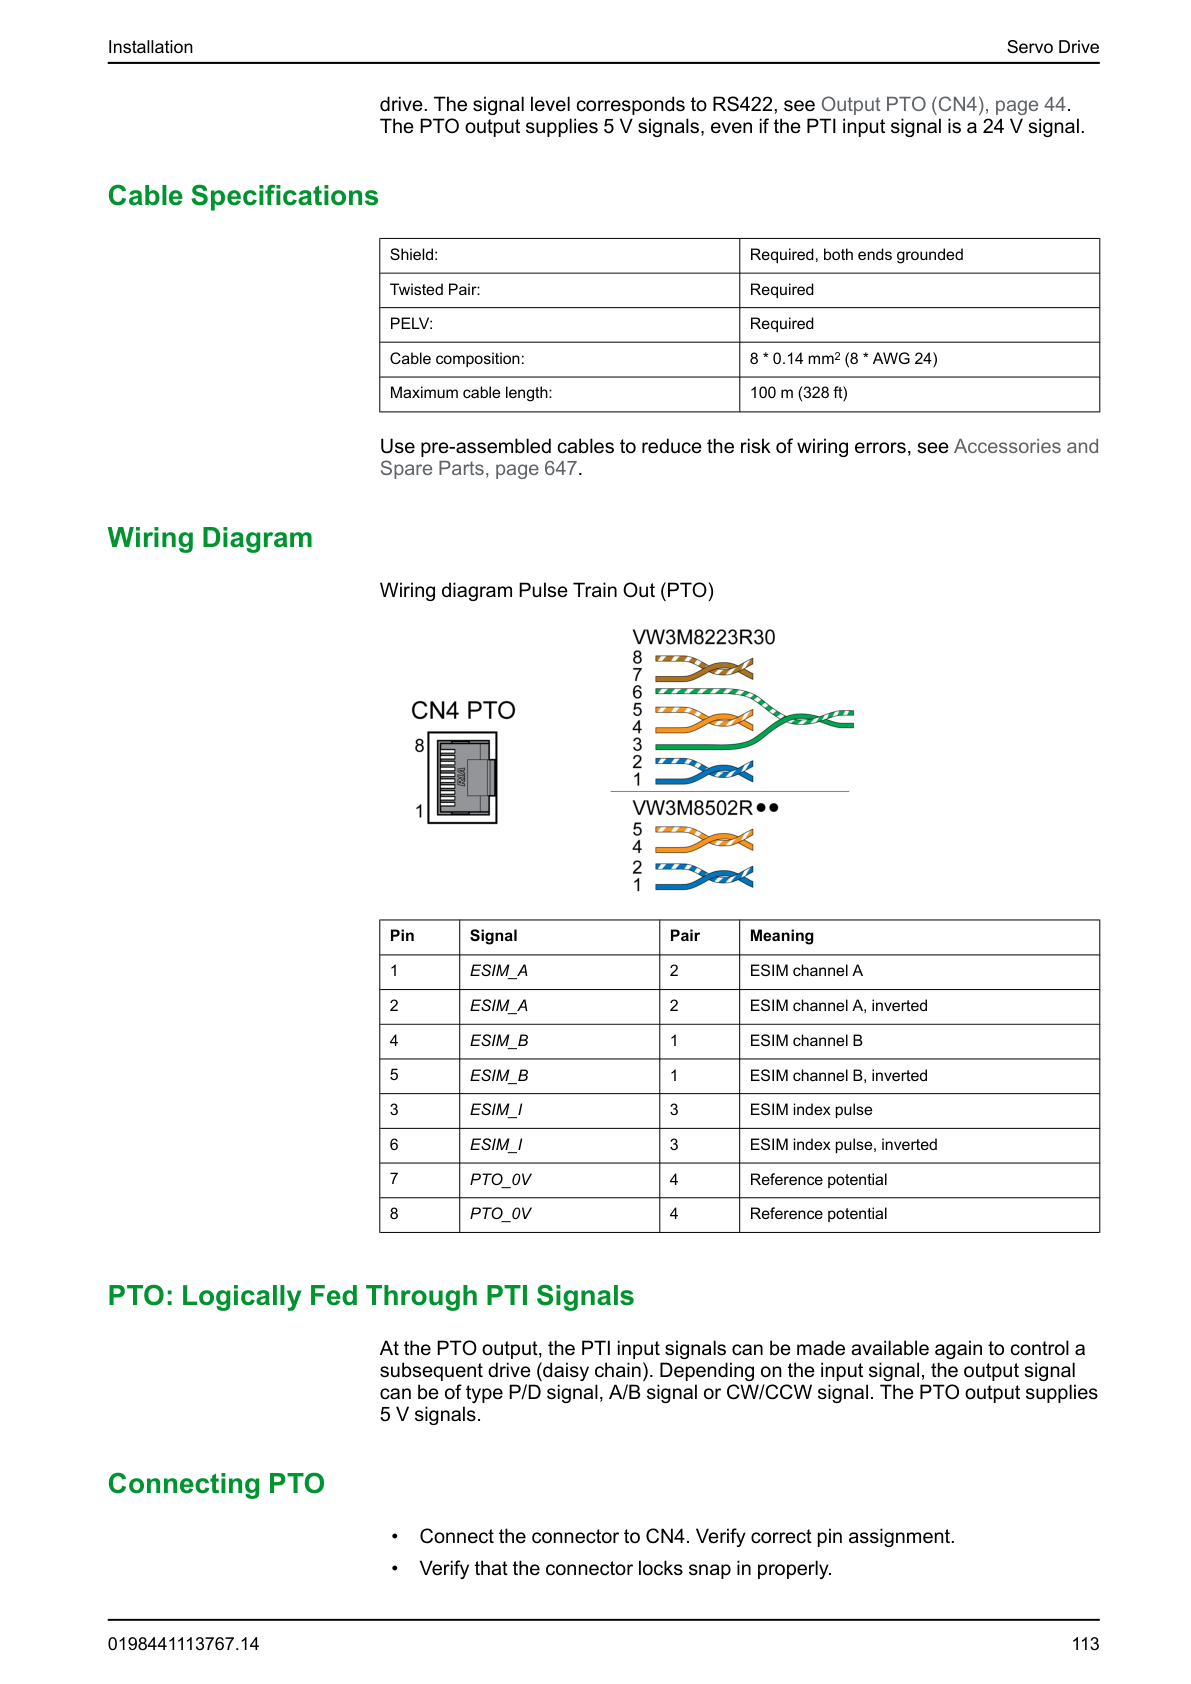 Installation
Servo Drive
drive. The signal level corresponds to RS422, see Output PTO (CN4), page 44.
The PTO output supplies 5 V signals, even if the PTI input signal is a 24 V signal.
Cable Specifications
Shield: Required, both ends grounded
Twisted Pair: Required
PELV: Required
Cable composition: 8 * 0.14 mm² (8 * AWG 24)
Maximum cable length: 100 m (328 ft)
Use pre-assembled cables to reduce the risk of wiring errors, see Accessories and
Spare Parts, page 647.
Wiring Diagram
Wiring diagram Pulse Train Out (PTO)
CN4 PTO
8
1
VW3M8223R30
8
7
6
5
4
3
2
1
VW3M8502R●●
5
4
2
1
Pin Signal Pair Meaning
1 ESIM_A 2 ESIM channel A
2 ESIM_A 2 ESIM channel A, inverted
4 ESIM_B 1 ESIM channel B
5 ESIM_B 1 ESIM channel B, inverted
3 ESIM_I 3 ESIM index pulse
6 ESIM_I 3 ESIM index pulse, inverted
7 PTO_0V 4 Reference potential
8 PTO_0V 4 Reference potential
PTO: Logically Fed Through PTI Signals
At the PTO output, the PTI input signals can be made available again to control a
subsequent drive (daisy chain). Depending on the input signal, the output signal
can be of type P/D signal, A/B signal or CW/CCW signal. The PTO output supplies
5 V signals.
Connecting PTO
• Connect the connector to CN4. Verify correct pin assignment.
• Verify that the connector locks snap in properly.
0198441113767.14
113